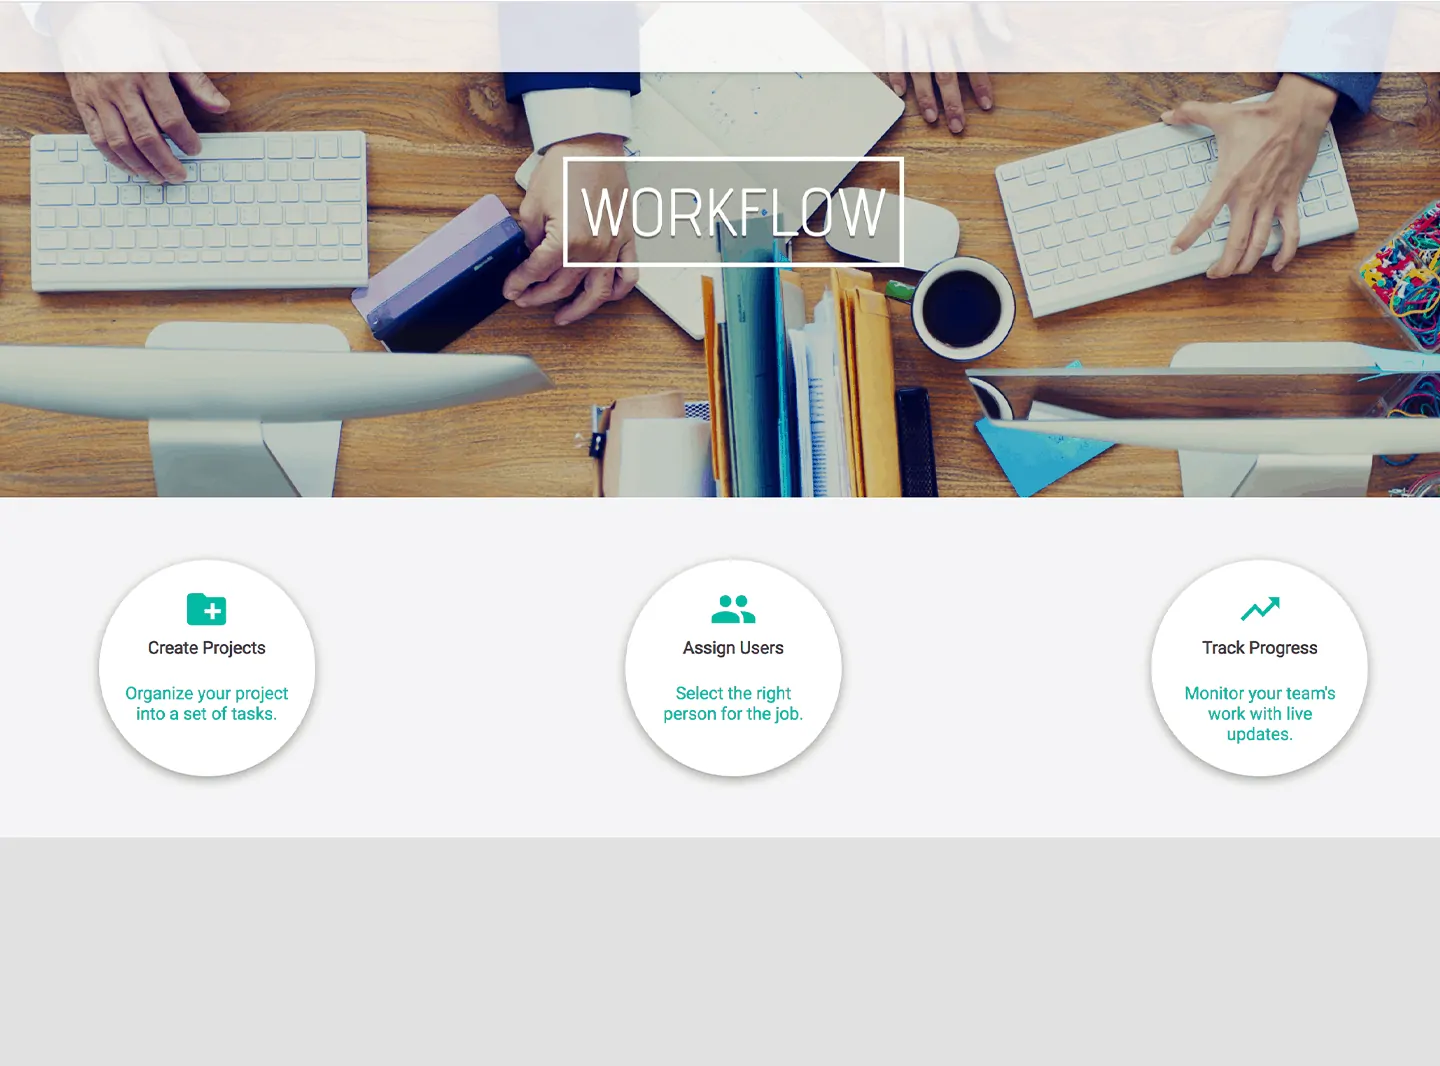 WORKFLOW
Create Projects
Organize your project
into a set of tasks.
Assign Users
Select the right
person for the job.
Track Progress
Monitor your team's
work with live
updates.